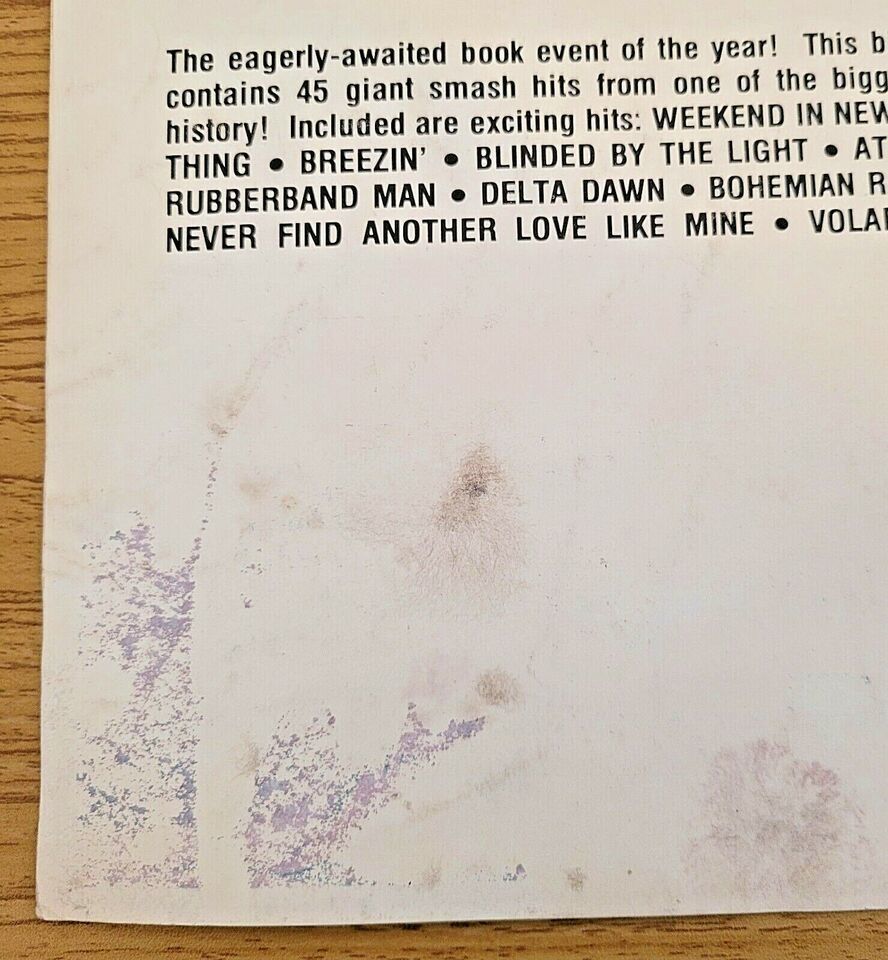 The eagerly-awaited book event of the year! This b
contains 45 giant smash hits from one of the bigg
history! Included are exciting hits: WEEKEND IN NEW
THING • BREEZIN' • BLINDED BY THE LIGHT • AT
RUBBERBAND MAN • DELTA DAWN • BOHEMIAN R
NEVER FIND ANOTHER LOVE LIKE MINE • VOLA